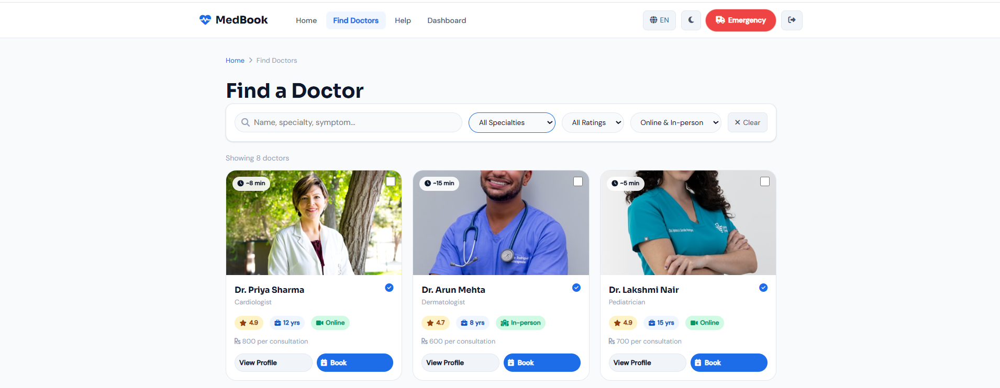 MedBook
Home
Find Doctors
Help
Dashboard
EN
Emergency
Home > Find Doctors
Find a Doctor
Name, specialty, symptom...
All Specialties
All Ratings
Online & In-person
× Clear
Showing 8 doctors
~8 min
~15 min
~5 min
Dr. Priya Sharma
Cardiologist
4.9
12 yrs
Online
₨ 800 per consultation
View Profile
Book
Dr. Arun Mehta
Dermatologist
4.7
8 yrs
In-person
₨ 600 per consultation
View Profile
Book
Dr. Lakshmi Nair
Pediatrician
4.9
15 yrs
Online
₨ 700 per consultation
View Profile
Book